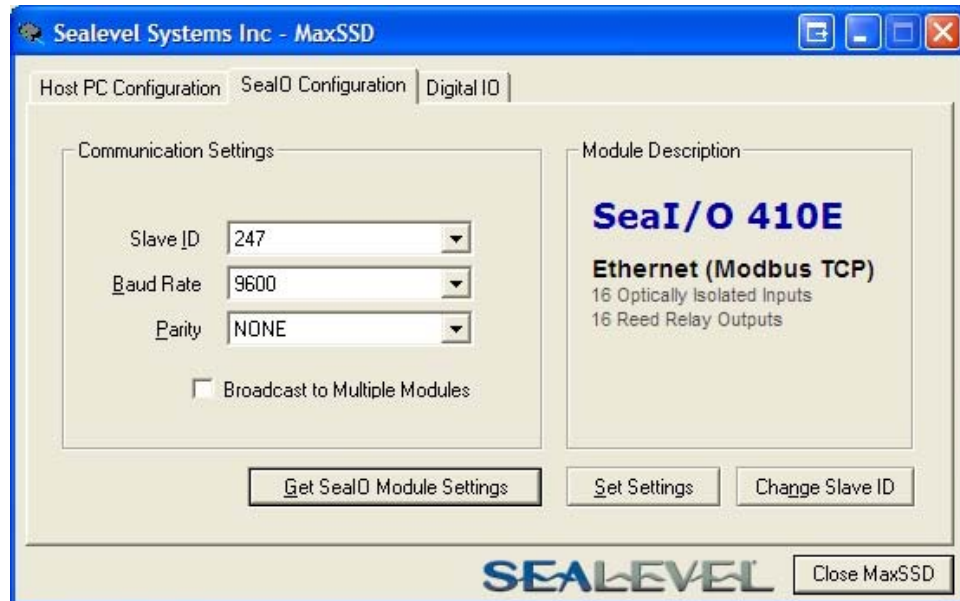 Sealevel Systems Inc - MaxSSD
Host PC Configuration SeaIO Configuration Digital IO
Communication Settings
Slave ID 247
Baud Rate 9600
Parity NONE
Broadcast to Multiple Modules
Module Description
SeaI/O 410E
Ethernet (Modbus TCP)
16 Optically Isolated Inputs
16 Reed Relay Outputs
Get SeaIO Module Settings Set Settings Change Slave ID
SEALEVEL Close MaxSSD